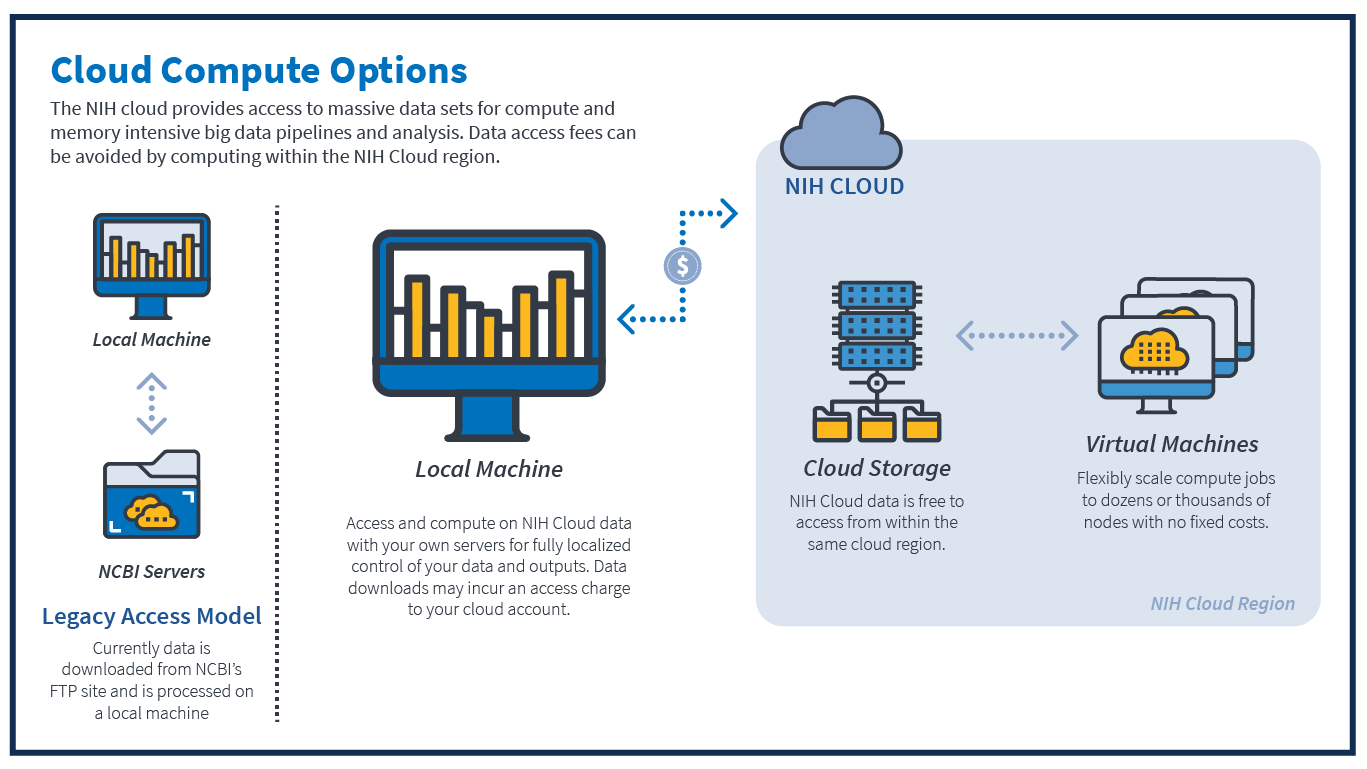 Cloud Compute Options
The NIH cloud provides access to massive data sets for compute and
memory intensive big data pipelines and analysis. Data access fees can
be avoided by computing within the NIH Cloud region.
Local Machine
NCBI Servers
Legacy Access Model
Currently data is
downloaded from NCBI’s
FTP site and is processed on
a local machine
$
Local Machine
Access and compute on NIH Cloud data
with your own servers for fully localized
control of your data and outputs. Data
downloads may incur an access charge
to your cloud account.
NIH CLOUD
Cloud Storage
NIH Cloud data is free to
access from within the
same cloud region.
Virtual Machines
Flexibly scale compute jobs
to dozens or thousands of
nodes with no fixed costs.
NIH Cloud Region